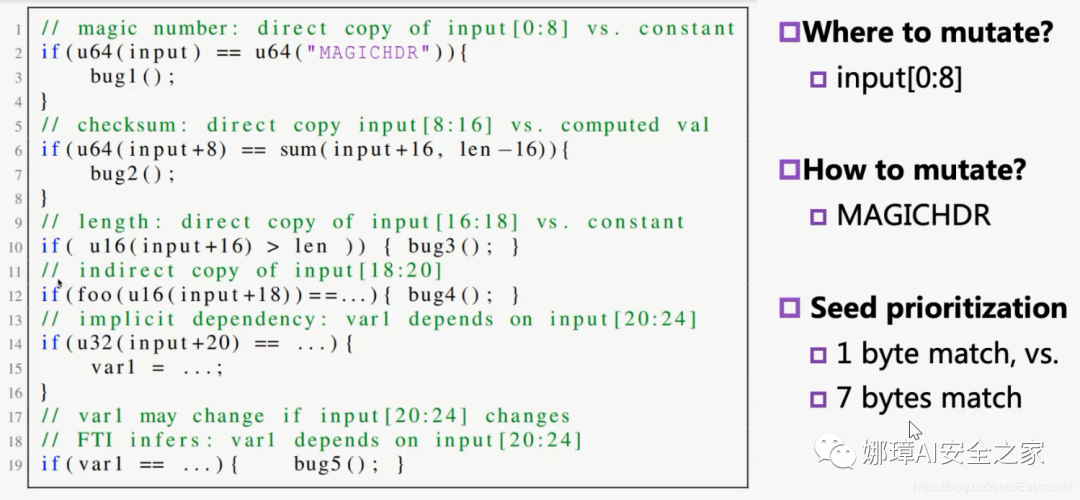 1 // magic number: direct copy of input[0:8] vs. constant
2 if(u64(input) == u64("MAGICHDR")){
3 bug1();
4 }
5 // checksum: direct copy input[8:16] vs. computed val
6 if(u64(input+8) == sum(input+16, len-16)){
7 bug2();
8 }
9 // length: direct copy of input[16:18] vs. constant
10 if( u16(input+16) > len )) { bug3(); }
11 // indirect copy of input[18:20]
12 if(foo(u16(input+18))==...){ bug4(); }
13 // implicit dependency: var1 depends on input[20:24]
14 if(u32(input+20) == ...){
15 var1 = ...;
16 }
17 // var1 may change if input[20:24] changes
18 // FTI infers: var1 depends on input[20:24]
19 if(var1 == ...){ bug5(); }
Where to mutate?
input[0:8]
How to mutate?
MAGICHDR
Seed prioritization
1 byte match, vs.
7 bytes match
娜璋AI安全之家
https://blog.csdn.net/Eastmount